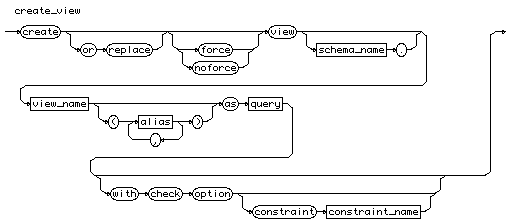 create_view
create or replace force view schema_name .
noforce
view_name ( alias ) as query
,
with check option constraint constraint_name